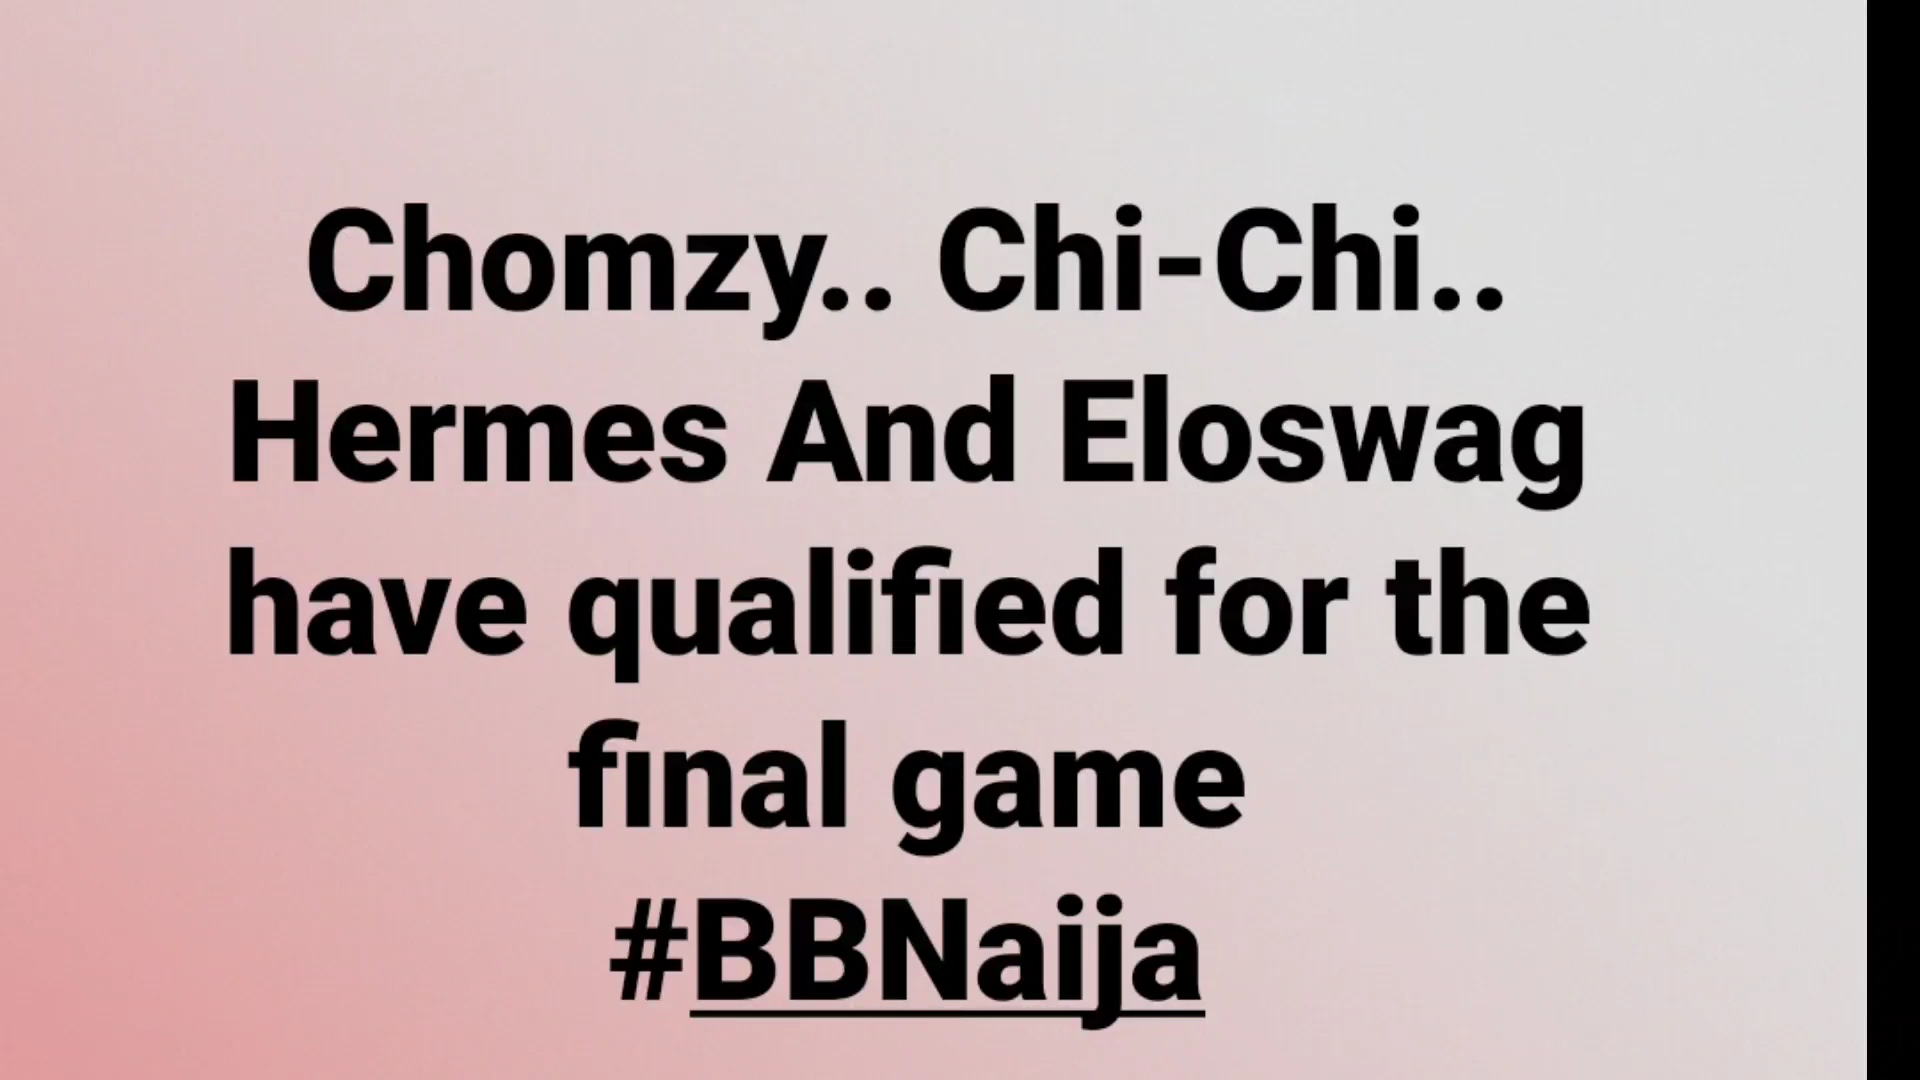 Chomzy.. Chi-Chi..
Hermes And Eloswag
have qualified for the
final game
#BBNaija